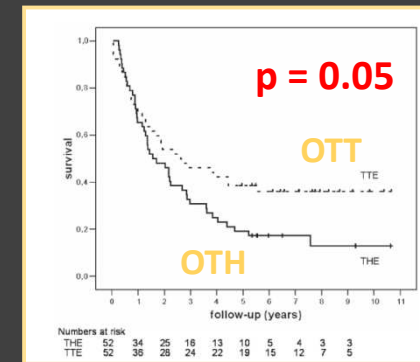 1,0
p = 0.05
0,8
OTT
0,6
TTE
survival
0,4
0,2
OTH
THE
0,0
0 1 2 3 4 5 6 7 8 9 10 11
follow-up (years)
Numbers at risk
THE 52 34 25 16 13 10 5 4 3 3
TTE 52 36 28 24 22 19 15 12 7 5